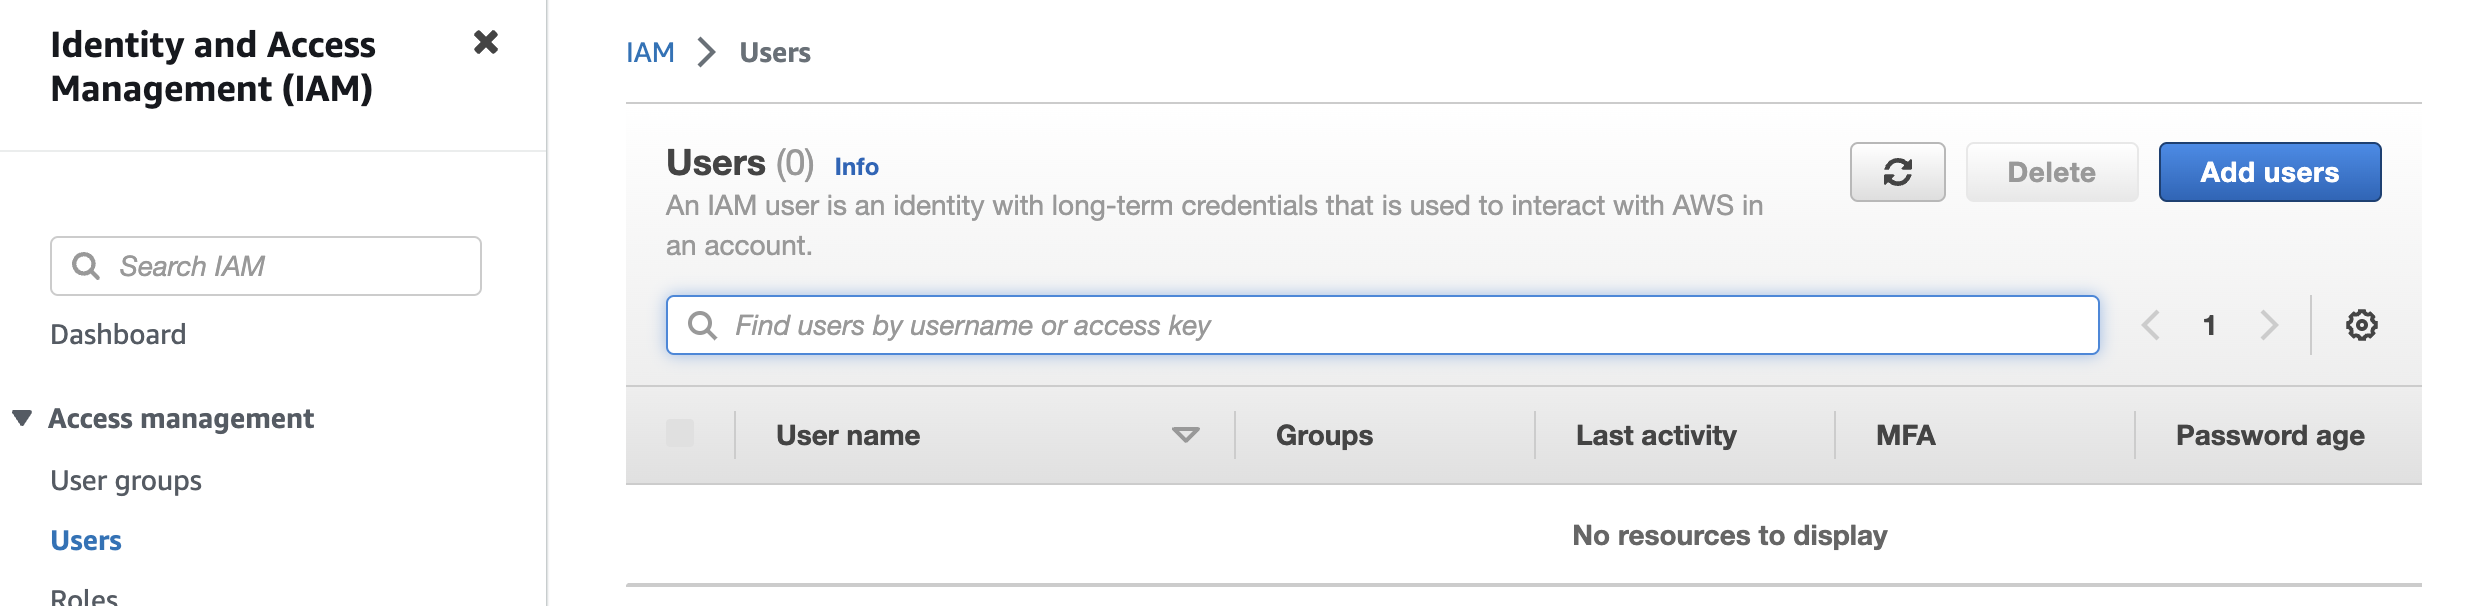 Identity and Access
Management (IAM)
Search IAM
Dashboard
Access management
User groups
Users
Roles
IAM
Users
Users (0) Info
An IAM user is an identity with long-term credentials that is used to interact with AWS in
an account.
Delete
Add users
Find users by username or access key
1
User name
Groups
Last activity
MFA
Password age
No resources to display